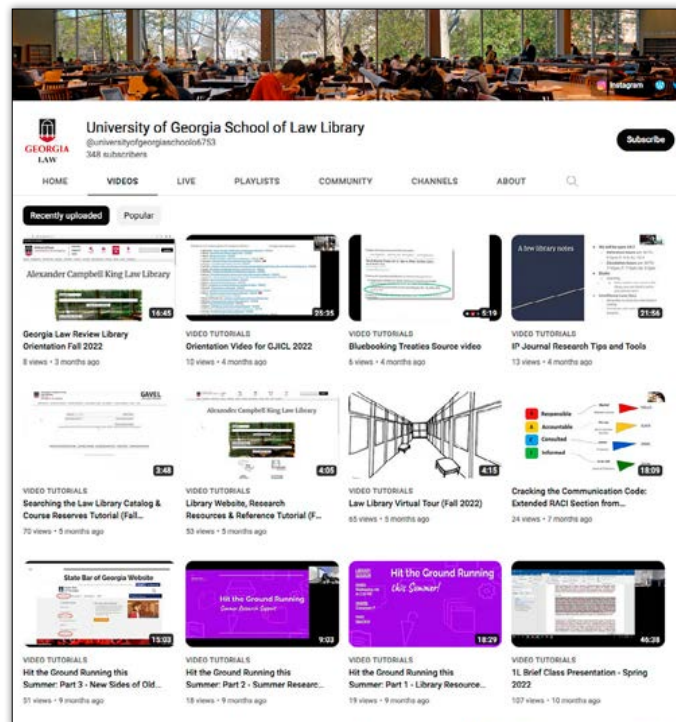 Instagram
University of Georgia School of Law Library
@universityofgeorgiaschoolo6753
348 subscribers
Subscribe
GEORGIA
LAW
HOME VIDEOS LIVE PLAYLISTS COMMUNITY CHANNELS ABOUT
Recently uploaded Popular
Alexander Campbell King Law Library
16:45
25:35
5:19
A few library notes
21:56
Georgia Law Review Library
Orientation Fall 2022
8 views • 3 months ago
VIDEO TUTORIALS
Orientation Video for GJICL 2022
10 views • 4 months ago
VIDEO TUTORIALS
Bluebooking Treaties Source video
6 views • 4 months ago
VIDEO TUTORIALS
IP Journal Research Tips and Tools
13 views • 4 months ago
GAVEL
3:48
Alexander Campbell King Law Library
4:05
4:15
Responsible
Accountable
Consulted
Informed
18:09
VIDEO TUTORIALS
Searching the Law Library Catalog &
Course Reserves Tutorial (Fall...
70 views • 5 months ago
VIDEO TUTORIALS
Library Website, Research
Resources & Reference Tutorial (F...
53 views • 5 months ago
VIDEO TUTORIALS
Law Library Virtual Tour (Fall 2022)
65 views • 5 months ago
Cracking the Communication Code:
Extended RACI Section from...
24 views • 7 months ago
State Bar of Georgia Website
15:03
Hit the Ground Running
Summer Research Support
9:03
Hit the Ground Running
this Summer!
18:29
46:38
VIDEO TUTORIALS
Hit the Ground Running this
Summer: Part 3 - New Sides of Old...
51 views • 9 months ago
VIDEO TUTORIALS
Hit the Ground Running this
Summer: Part 2 - Summer Researc...
18 views • 9 months ago
VIDEO TUTORIALS
Hit the Ground Running this
Summer: Part 1 - Library Resource...
19 views • 9 months ago
VIDEO TUTORIALS
1L Brief Class Presentation - Spring
2022
107 views • 10 months ago